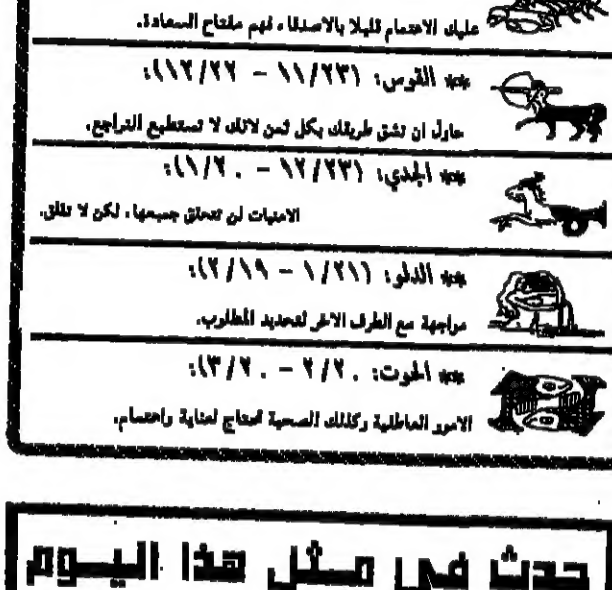 عليك الاهتمام قليلا بالاصدقاء فهم مفتاح السعادة.
** القوس: (١١/٢٣ - ١٢/٢٢):
حاول ان تشق طريقك بكل ثمن لانك لا تستطيع التراجع.
** الجدي: (١٢/٢٣ - ١/٢٠):
الامنيات لن تتحقق جميعها، لكن لا تقلق.
** الدلو: (١/٢١ - ٢/١٩):
مواجهة مع الطرف الاخر لتحديد المطلوب.
** الحوت: ٢/٢٠ - ٣/٢٠):
الامور العاطلية وكذلك الصحية تحتاج لعناية واهتمام.
حدث في مثل هذا اليوم